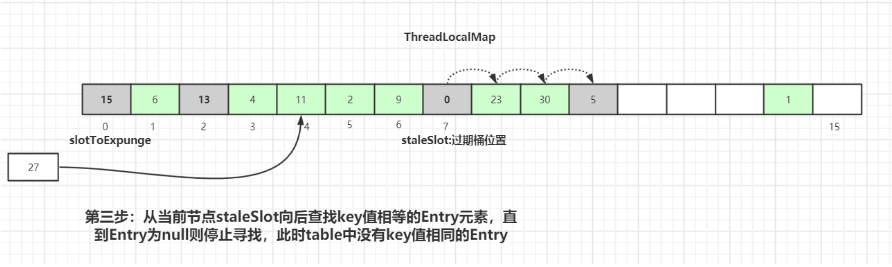 ThreadLocalMap
15 6 13 4 11 2 9 0 23 30 5 1
0 1 2 3 4 5 6 7 15
slotToExpunge staleSlot:过期桶位置
27
第三步：从当前节点staleSlot向后查找key值相等的Entry元素，直
到Entry为null则停止寻找，此时table中没有key值相同的Entry